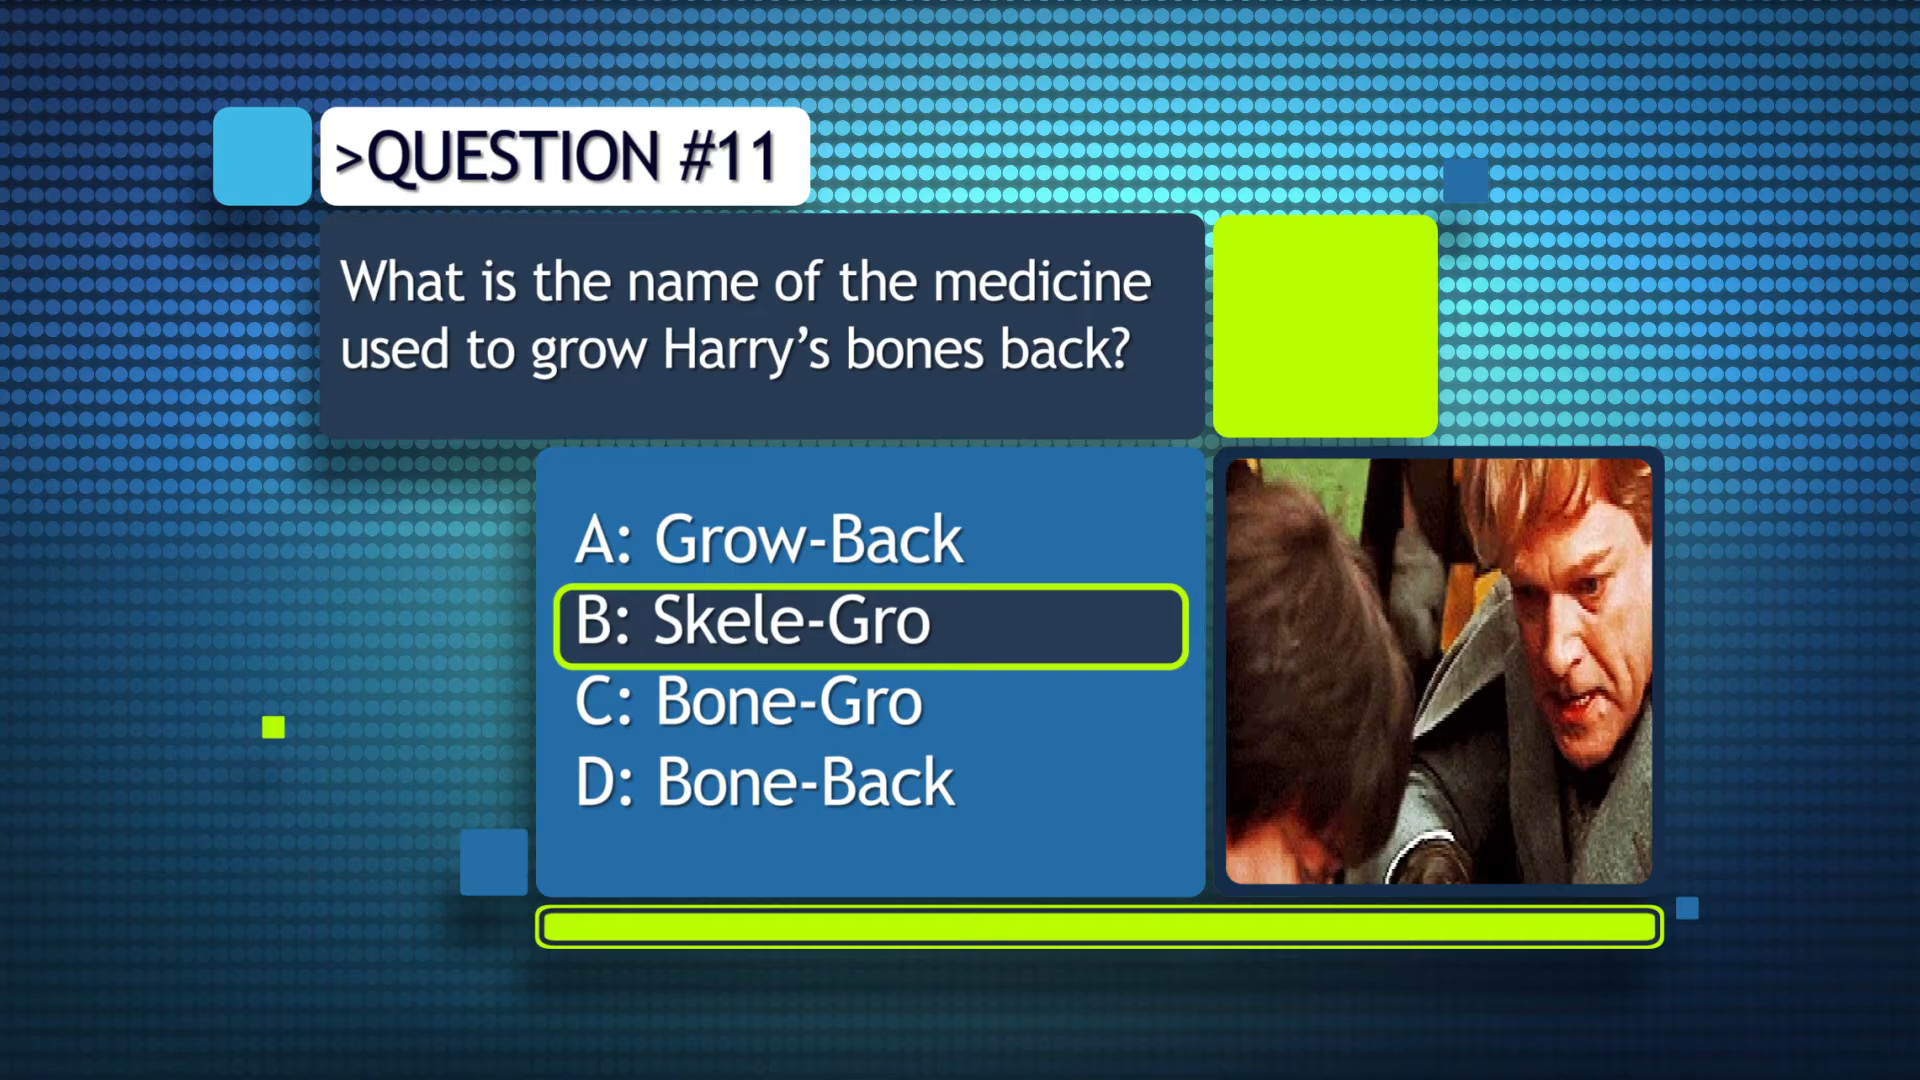 >QUESTION #11
What is the name of the medicine
used to grow Harry’s bones back?
A: Grow-Back
B: Skele-Gro
C: Bone-Gro
D: Bone-Back